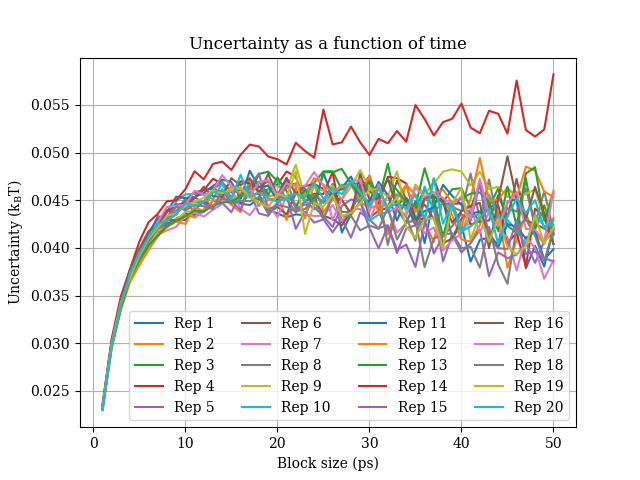 Uncertainty as a function of time
Uncertainty (k_BT)
0.055
0.050
0.045
0.040
0.035
0.030
0.025
Rep 1 Rep 6 Rep 11 Rep 16
Rep 2 Rep 7 Rep 12 Rep 17
Rep 3 Rep 8 Rep 13 Rep 18
Rep 4 Rep 9 Rep 14 Rep 19
Rep 5 Rep 10 Rep 15 Rep 20
0 10 20 30 40 50
Block size (ps)